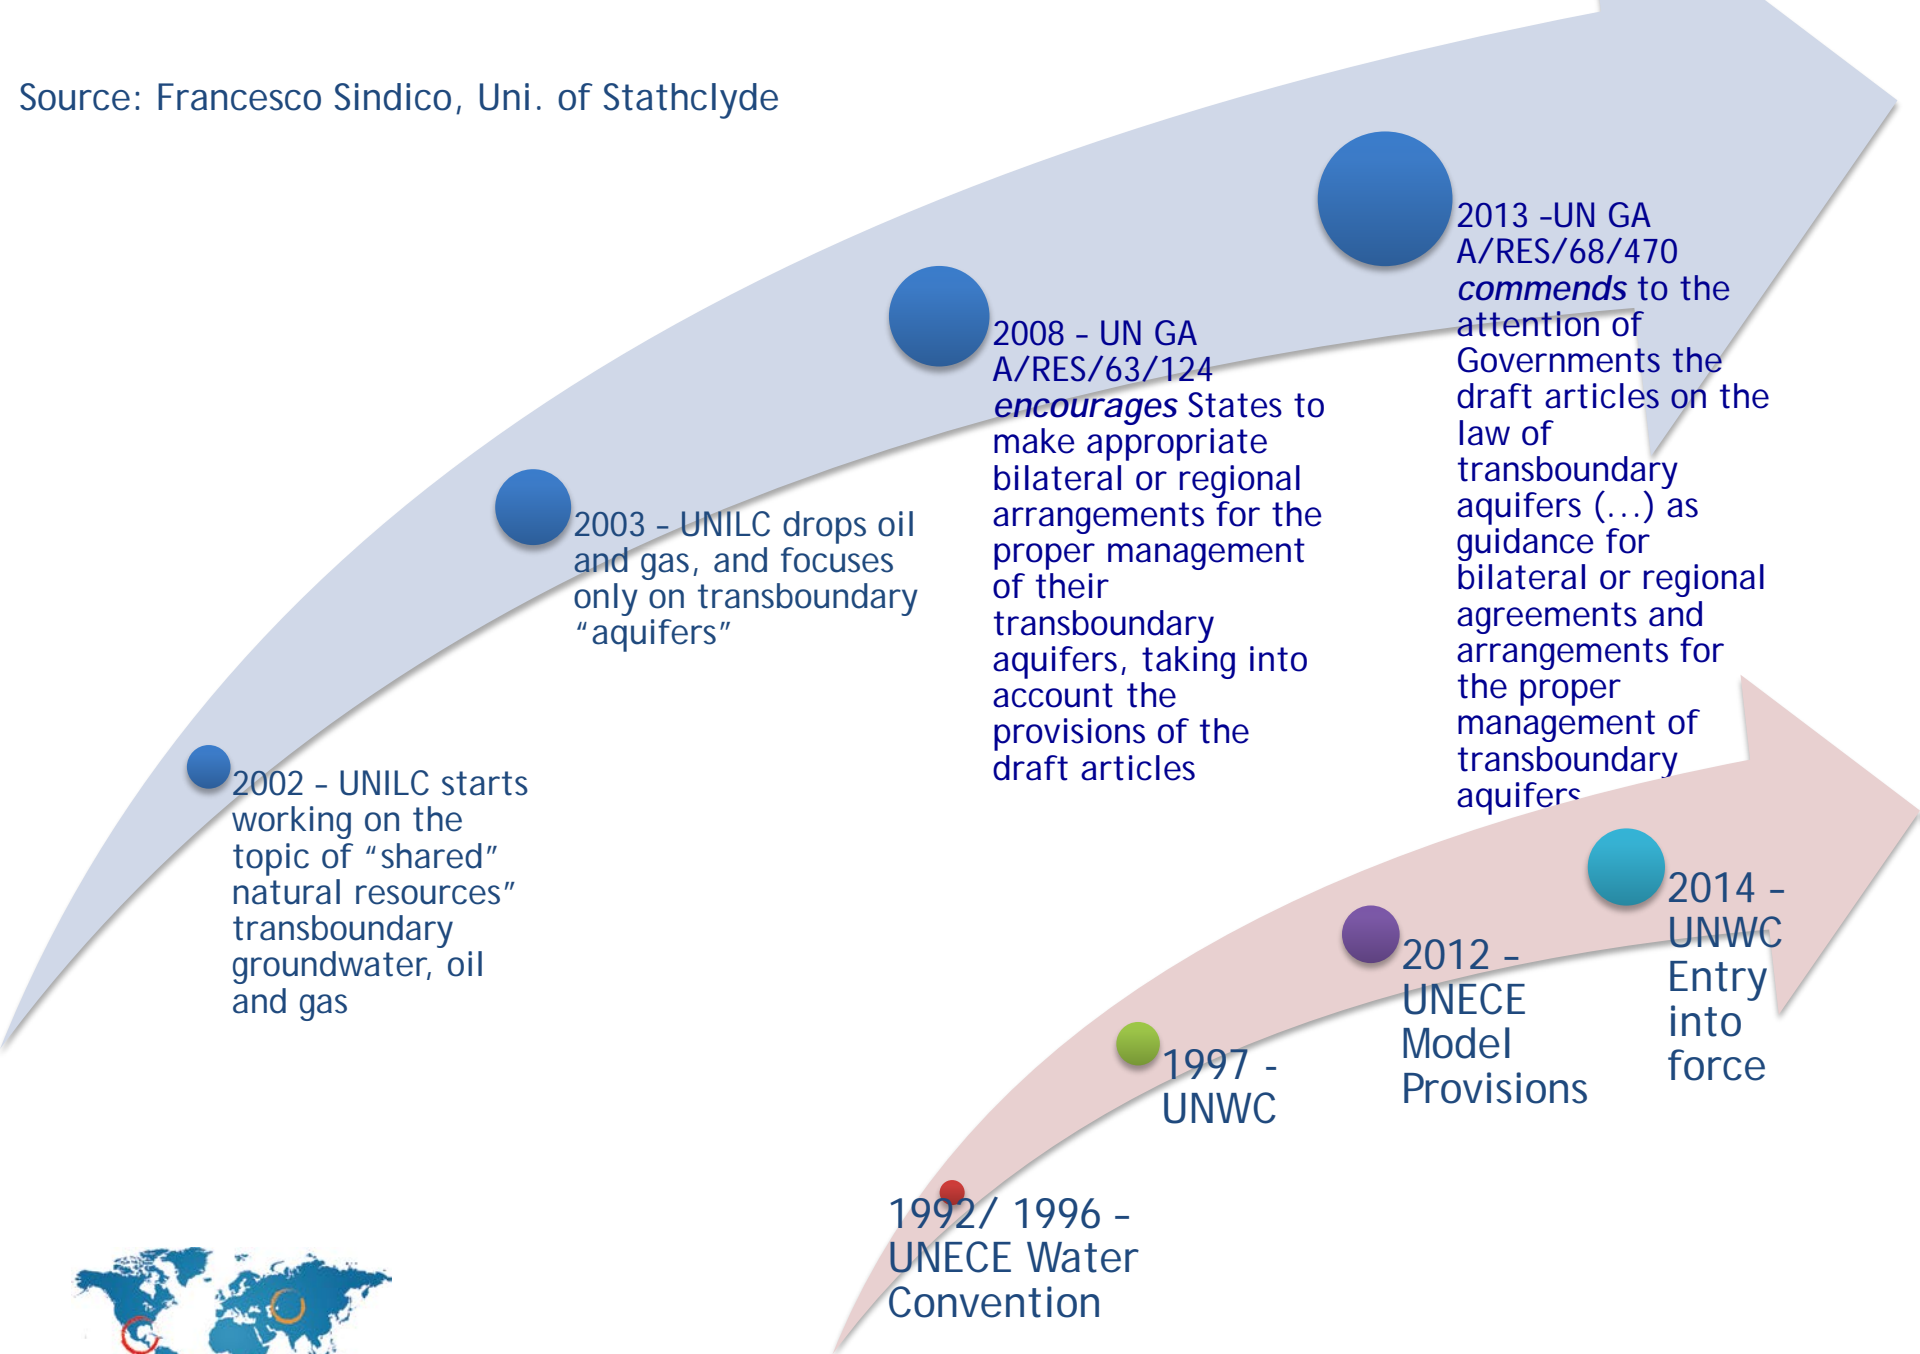 Source: Francesco Sindico, Uni. of Stathclyde
2002 – UNILC starts
working on the
topic of “shared”
natural resources”
transboundary
groundwater, oil
and gas
2003 – UNILC drops oil
and gas, and focuses
only on transboundary
“aquifers”
2008 – UN GA
A/RES/63/124
encourages States to
make appropriate
bilateral or regional
arrangements for the
proper management
of their
transboundary
aquifers, taking into
account the
provisions of the
draft articles
2013 –UN GA
A/RES/68/470
commends to the
attention of
Governments the
draft articles on the
law of
transboundary
aquifers (...) as
guidance for
bilateral or regional
agreements and
arrangements for
the proper
management of
transboundary
aquifers
1992/ 1996 –
UNECE Water
Convention
1997 -
UNWC
2012 –
UNECE
Model
Provisions
2014 –
UNWC
Entry
into
force